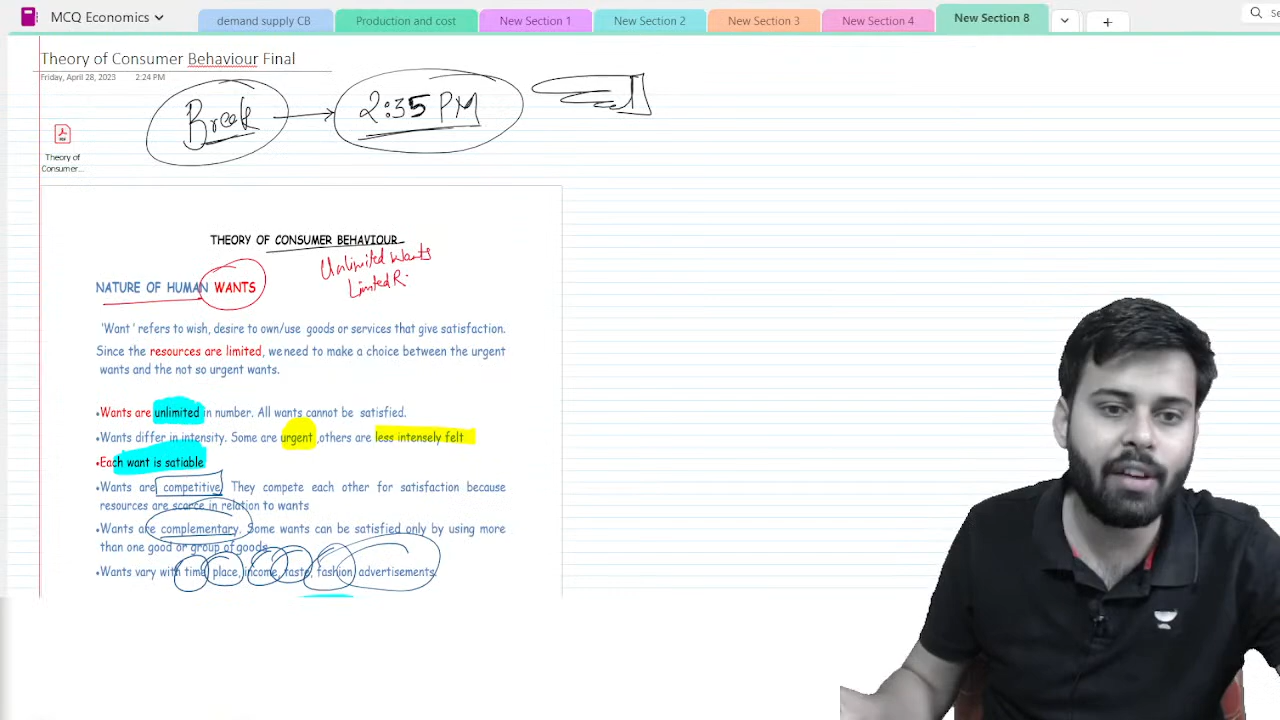 MCQ Economics
demand supply CB
Production and cost
New Section 1
New Section 2
New Section 3
New Section 4
New Section 8
Se
Theory of Consumer Behaviour Final
Friday, April 28, 2023 2:24 PM
Break
2:35 PM
Theory of
Consumer...
THEORY OF CONSUMER BEHAVIOUR
Unlimited Wants
Limited R
NATURE OF HUMAN WANTS
'Want' refers to wish, desire to own/use goods or services that give satisfaction.
Since the resources are limited, we need to make a choice between the urgent
wants and the not so urgent wants.
•Wants are unlimited in number. All wants cannot be satisfied.
•Wants differ in intensity. Some are urgent ,others are less intensely felt
•Each want is satiable
•Wants are competitive. They compete each other for satisfaction because
resources are scarce in relation to wants
•Wants are complementary. Some wants can be satisfied only by using more
than one good or group of goods.
•Wants vary with time, place, income, taste, fashion, advertisements.